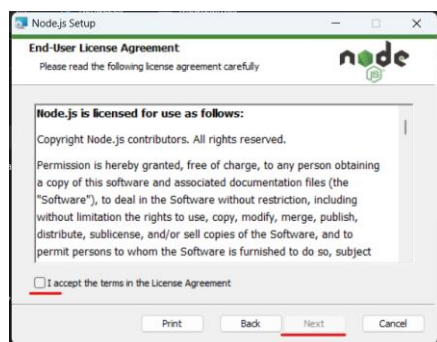 Node.js Setup
End-User License Agreement
Please read the following license agreement carefully
node
JS
Node.js is licensed for use as follows:
Copyright Node.js contributors. All rights reserved.
Permission is hereby granted, free of charge, to any person obtaining
a copy of this software and associated documentation files (the
"Software"), to deal in the Software without restriction, including
without limitation the rights to use, copy, modify, merge, publish,
distribute, sublicense, and/or sell copies of the Software, and to
permit persons to whom the Software is furnished to do so, subject
I accept the terms in the License Agreement
Print Back Next Cancel